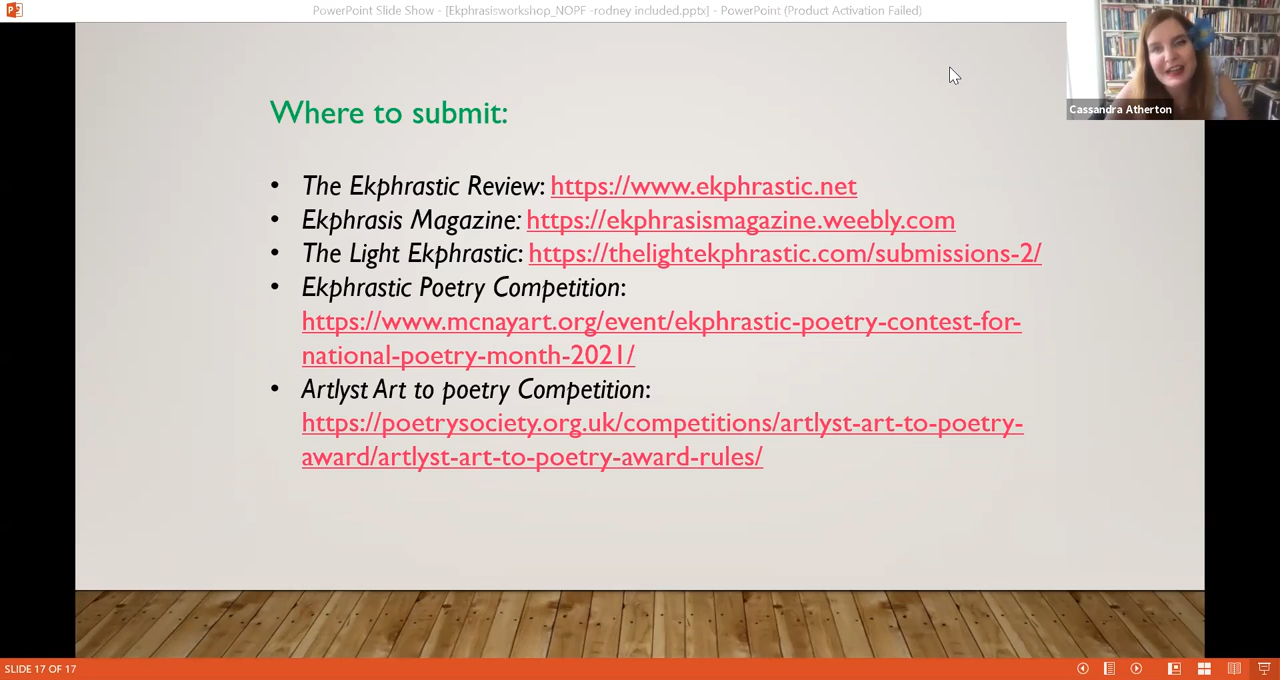 PowerPoint Slide Show - [Ekphrasisworkshop_NOPF -rodney included.pptx] - PowerPoint (Product Activation Failed)
Cassandra Atherton
Where to submit:
• The Ekphrastic Review: https://www.ekphrastic.net
• Ekphrasis Magazine: https://ekphrasismagazine.weebly.com
• The Light Ekphrastic: https://thelightekphrastic.com/submissions-2/
• Ekphrastic Poetry Competition:
https://www.mcnayart.org/event/ekphrastic-poetry-contest-for-
national-poetry-month-2021/
• Artlyst Art to poetry Competition:
https://poetrysociety.org.uk/competitions/artlyst-art-to-poetry-
award/artlyst-art-to-poetry-award-rules/
SLIDE 17 OF 17